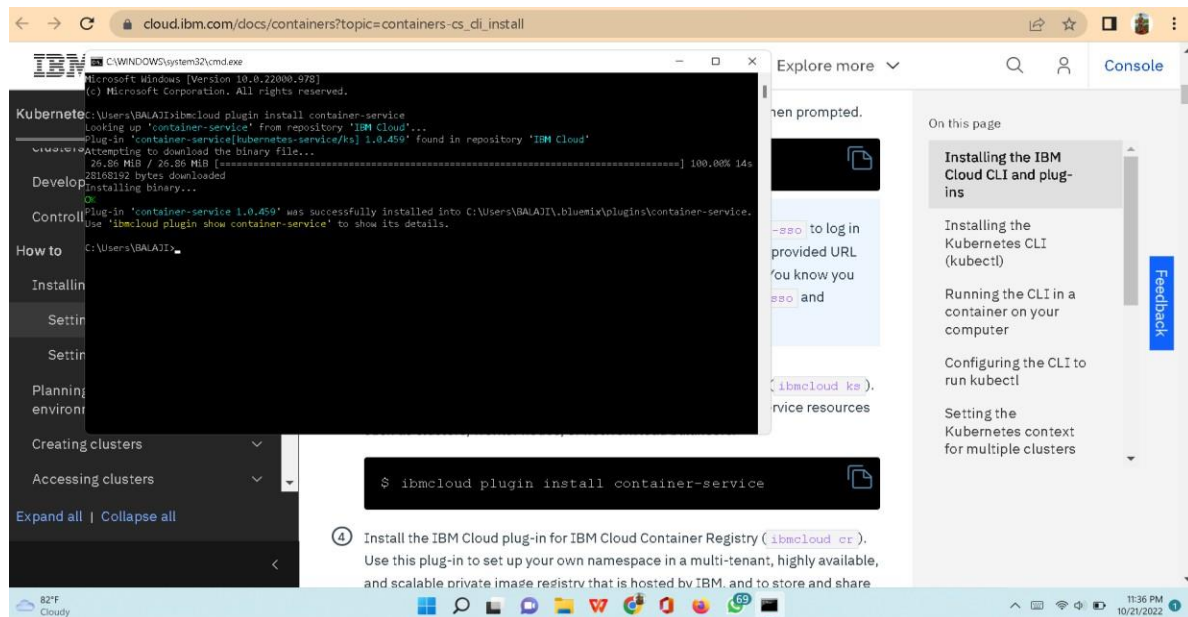 cloud.ibm.com/docs/containers?topic=containers-cs_di_install
IBM
Explore more
Console
C:\WINDOWS\system32\cmd.exe
Microsoft Windows [Version 10.0.22000.978]
(c) Microsoft Corporation. All rights reserved.
C:\Users\BALAJI>ibmcloud plugin install container-service
Looking up 'container-service' from repository 'IBM Cloud'...
Plug-in 'container-service[kubernetes-service/ks] 1.0.459' found in repository 'IBM Cloud'
Attempting to download the binary file...
26.86 MiB / 26.86 MiB [=====================================================================] 100.00% 14s
28168192 bytes downloaded
Installing binary...
OK
Plug-in 'container-service 1.0.459' was successfully installed into C:\Users\BALAJI\.bluemix\plugins\container-service.
Use 'ibmcloud plugin show container-service' to show its details.
C:\Users\BALAJI>
Kubernete
Develop
Controll
How to
Installin
Settin
Settin
Planning
environm
Creating clusters
Accessing clusters
Expand all | Collapse all
hen prompted.
-sso to log in
provided URL
You know you
sso and
(ibmcloud ks).
rvice resources
$ ibmcloud plugin install container-service
4 Install the IBM Cloud plug-in for IBM Cloud Container Registry (ibmcloud cr).
Use this plug-in to set up your own namespace in a multi-tenant, highly available,
and scalable private image registry that is hosted by IBM, and to store and share
On this page
Installing the IBM
Cloud CLI and plug-
ins
Installing the
Kubernetes CLI
(kubectl)
Running the CLI in a
container on your
computer
Configuring the CLI to
run kubectl
Setting the
Kubernetes context
for multiple clusters
Feedback
82°F
Cloudy
69
11:36 PM
10/21/2022
1